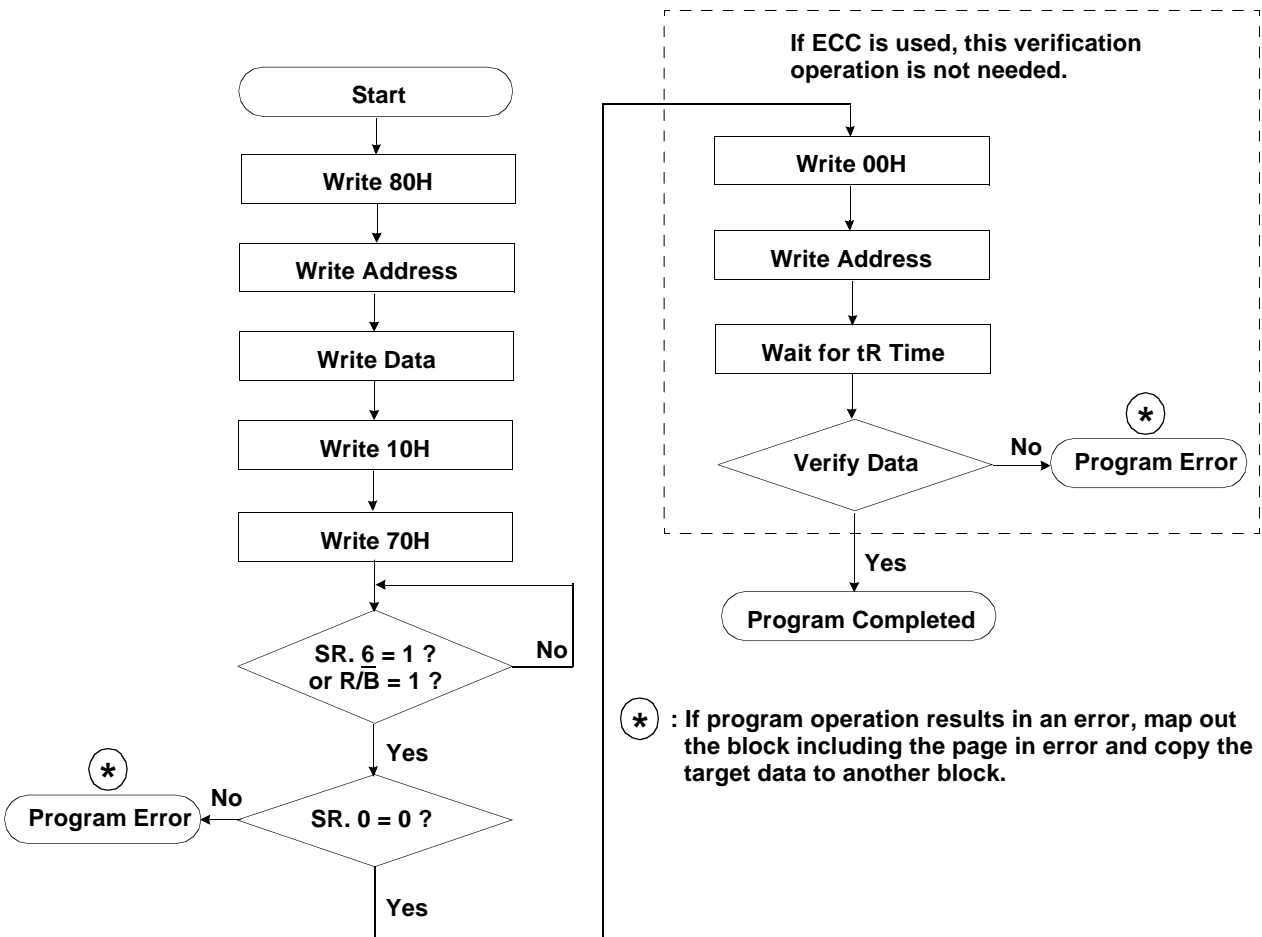 Start
Write 80H
Write Address
Write Data
Write 10H
Write 70H
SR. 6 = 1 ?
or R/B̅ = 1 ?
No
Yes
*
Program Error
No
SR. 0 = 0 ?
Yes
If ECC is used, this verification
operation is not needed.
Write 00H
Write Address
Wait for tR Time
Verify Data
No
*
Program Error
Yes
Program Completed
* : If program operation results in an error, map out
the block including the page in error and copy the
target data to another block.